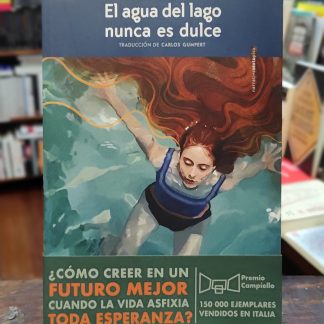 El agua del lago
nunca es dulce
TRADUCCIÓN DE CARLOS GUMPERT
¿CÓMO CREER EN UN
FUTURO MEJOR
CUANDO LA VIDA ASFIXIA
TODA ESPERANZA?
Premio
Campiello
150 000 EJEMPLARES
VENDIDOS EN ITALIA